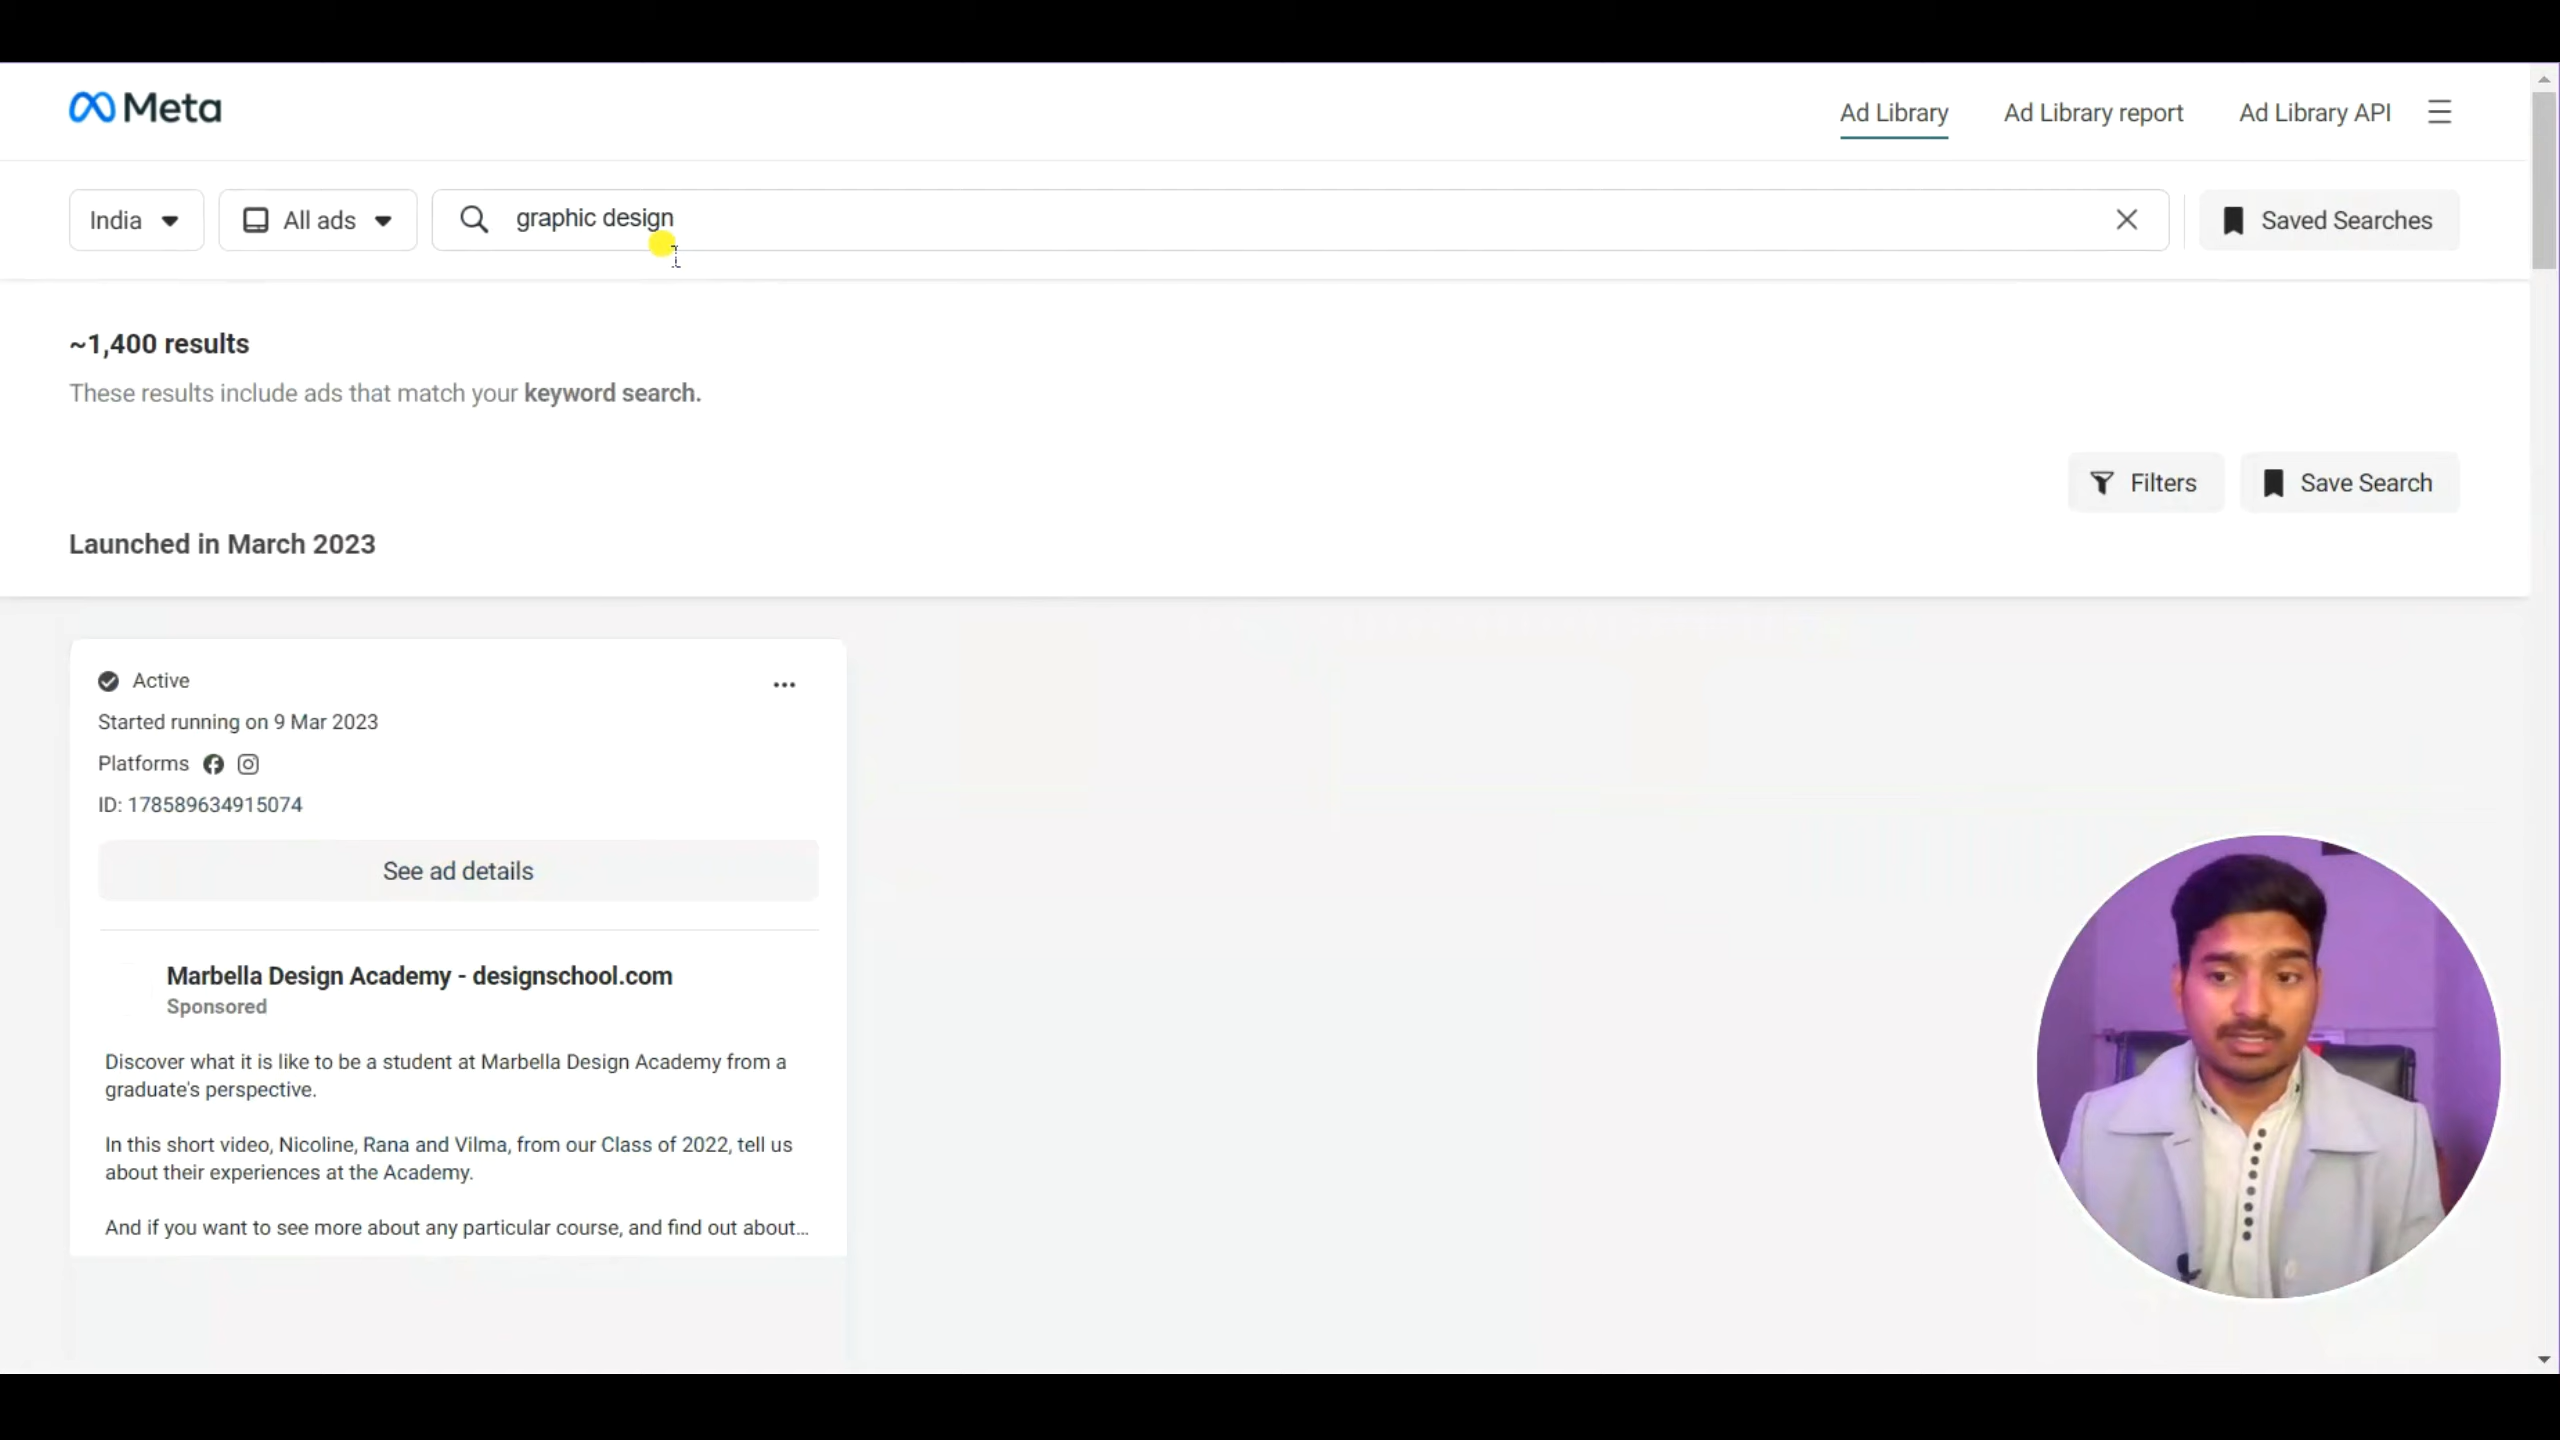 Meta
Ad Library
Ad Library report
Ad Library API
India
All ads
graphic design
Saved Searches
~1,400 results
These results include ads that match your keyword search.
Filters
Save Search
Launched in March 2023
Active
Started running on 9 Mar 2023
Platforms
ID: 178589634915074
See ad details
Marbella Design Academy - designschool.com
Sponsored
Discover what it is like to be a student at Marbella Design Academy from a
graduate's perspective.
In this short video, Nicoline, Rana and Vilma, from our Class of 2022, tell us
about their experiences at the Academy.
And if you want to see more about any particular course, and find out about...